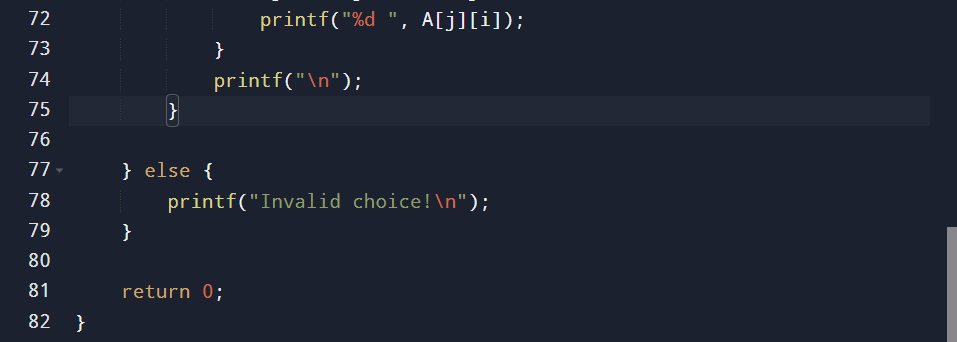 72 printf("%d ", A[j][i]);
73 }
74 printf("\n");
75 }
76
77 } else {
78 printf("Invalid choice!\n");
79 }
80
81 return 0;
82 }